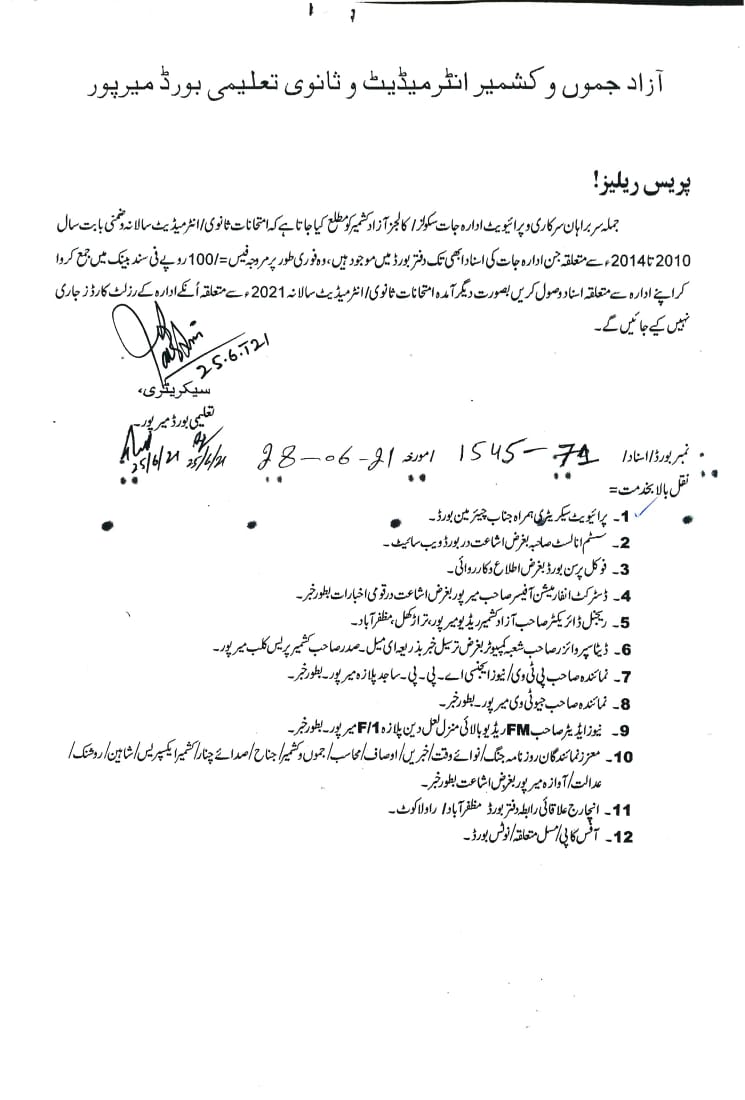 آزاد جموں و کشمیر انٹرمیڈیٹ و ثانوی تعلیمی بورڈ میرپور
پریس ریلیز!
جملہ سربراہان سرکاری و پرائیویٹ ادارہ جات سکولز/کالجز آزاد کشمیر کو مطلع کیا جاتا ہے کہ امتحانات ثانوی/انٹرمیڈیٹ سالانہ و ضمنی بابت سال
2010 تا 2014ء سے متعلقہ جن ادارہ جات کی اسناد ابھی تک دفتر بورڈ میں موجود ہیں، وہ فوری طور پر مروجہ فیس =/100 روپے فی سند بینک میں جمع کروا
کر اپنے ادارہ سے متعلقہ اسناد وصول کریں بصورت دیگر آمدہ امتحانات ثانوی/انٹرمیڈیٹ سالانہ 2021ء سے متعلقہ اُنکے ادارہ کے رزلٹ کارڈز جاری
نہیں کیے جائیں گے۔
25.6.21
سیکریٹری،
تعلیمی بورڈ میرپور۔
25/6/21 25/6/21
نمبر بورڈ/اسناد/ 1545-71 /مورخہ 28-06-21
نقل بالا بخدمت=
1۔ پرائیویٹ سیکریٹری ہمراہ جناب چیئرمین بورڈ۔
2۔ سسٹم انالسٹ صاحبہ بغرض اشاعت در بورڈ ویب سائیٹ۔
3۔ فوکل پرسن بورڈ بغرض اطلاع و کارروائی۔
4۔ ڈسٹرکٹ انفارمیشن آفیسر صاحب میرپور بغرض اشاعت در قومی اخبارات بطور خبر۔
5۔ ریجنل ڈائریکٹر صاحب آزاد کشمیر ریڈیو میرپور، تراڑکھل، مظفرآباد۔
6۔ ڈیٹا سپروائزر صاحب شعبہ کمپیوٹر بغرض ترسیل خبر بذریعہ ای میل۔ صدر صاحب کشمیر پریس کلب میرپور۔
7۔ نمائندہ صاحب پی ٹی وی/نیوز ایجنسی اے۔پی۔پی۔ ساجد پلازہ میرپور۔ بطور خبر۔
8۔ نمائندہ صاحب جیو ٹی وی میرپور۔ بطور خبر۔
9۔ نیوز ایڈیٹر صاحب FM ریڈیو بالائی منزل لعل دین پلازہ F/1 میرپور۔ بطور خبر۔
10۔ معزز نمائندگان روزنامہ جنگ/نوائے وقت/خبریں/اوصاف/محاسب/جموں و کشمیر/جناح/صدائے چنار/کشمیر ایکسپریس/شاہین/روشنک/
عدالت/آوازہ میرپور بغرض اشاعت بطور خبر۔
11۔ انچارج علاقائی رابطہ دفتر بورڈ مظفرآباد/راولاکوٹ۔
12۔ آفس کاپی/مسل متعلقہ/نوٹس بورڈ۔